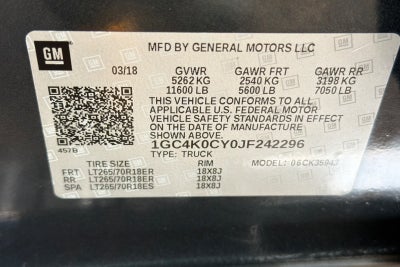 GM
MFD BY GENERAL MOTORS LLC
03/18 GVWR GAWR FRT GAWR RR
5262 KG 2540 KG 3198 KG
11600 LB 5600 LB 7050 LB
THIS VEHICLE CONFORMS TO ALL
APPLICABLE U.S. FEDERAL MOTOR
VEHICLE SAFETY STANDARDS IN EFFECT
ON THE DATE OF MANUFACTURE
SHOWN ABOVE.
457B 1GC4K0CY0JF242296
TYPE: TRUCK MODEL:
TIRE SIZE RIM
FRT LT265/70R18ER 18X8J
RR LT265/70R18ER 18X8J
SPA LT265/70R18ES 18X8J